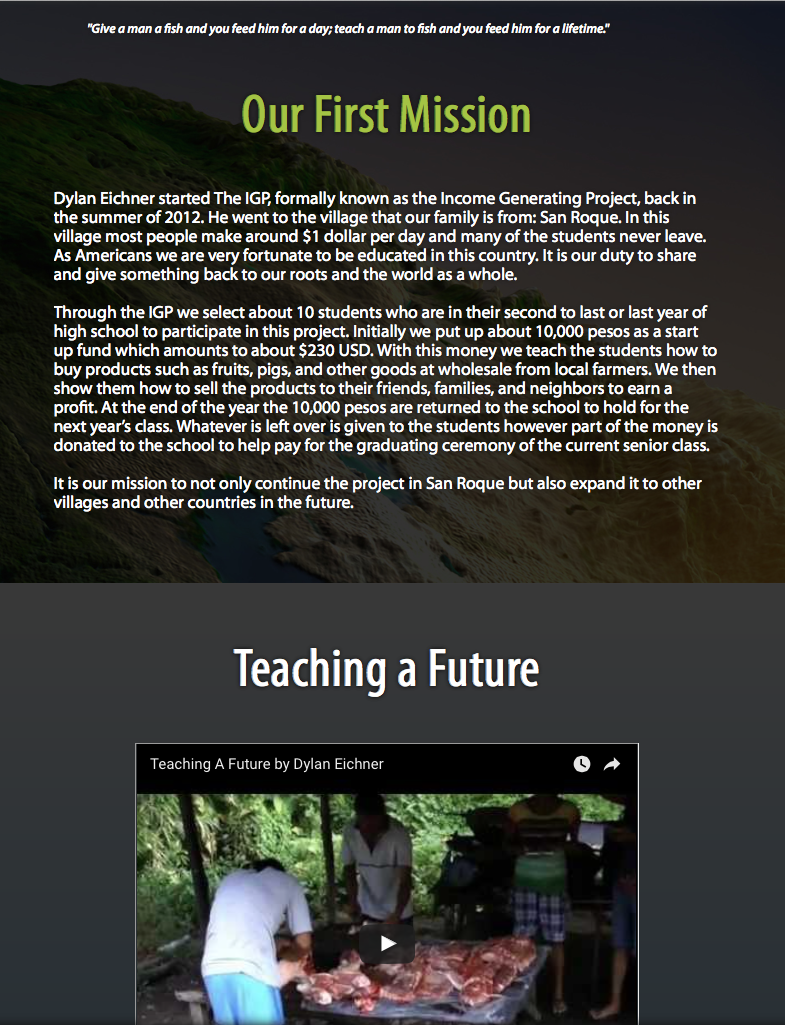 "Give a man a fish and you feed him for a day; teach a man to fish and you feed him for a lifetime."
Our First Mission
Dylan Eichner started The IGP, formally known as the Income Generating Project, back in
the summer of 2012. He went to the village that our family is from: San Roque. In this
village most people make around $1 dollar per day and many of the students never leave.
As Americans we are very fortunate to be educated in this country. It is our duty to share
and give something back to our roots and the world as a whole.
Through the IGP we select about 10 students who are in their second to last or last year of
high school to participate in this project. Initially we put up about 10,000 pesos as a start
up fund which amounts to about $230 USD. With this money we teach the students how to
buy products such as fruits, pigs, and other goods at wholesale from local farmers. We then
show them how to sell the products to their friends, families, and neighbors to earn a
profit. At the end of the year the 10,000 pesos are returned to the school to hold for the
next year's class. Whatever is left over is given to the students however part of the money is
donated to the school to help pay for the graduating ceremony of the current senior class.
It is our mission to not only continue the project in San Roque but also expand it to other
villages and other countries in the future.
Teaching a Future
Teaching A Future by Dylan Eichner